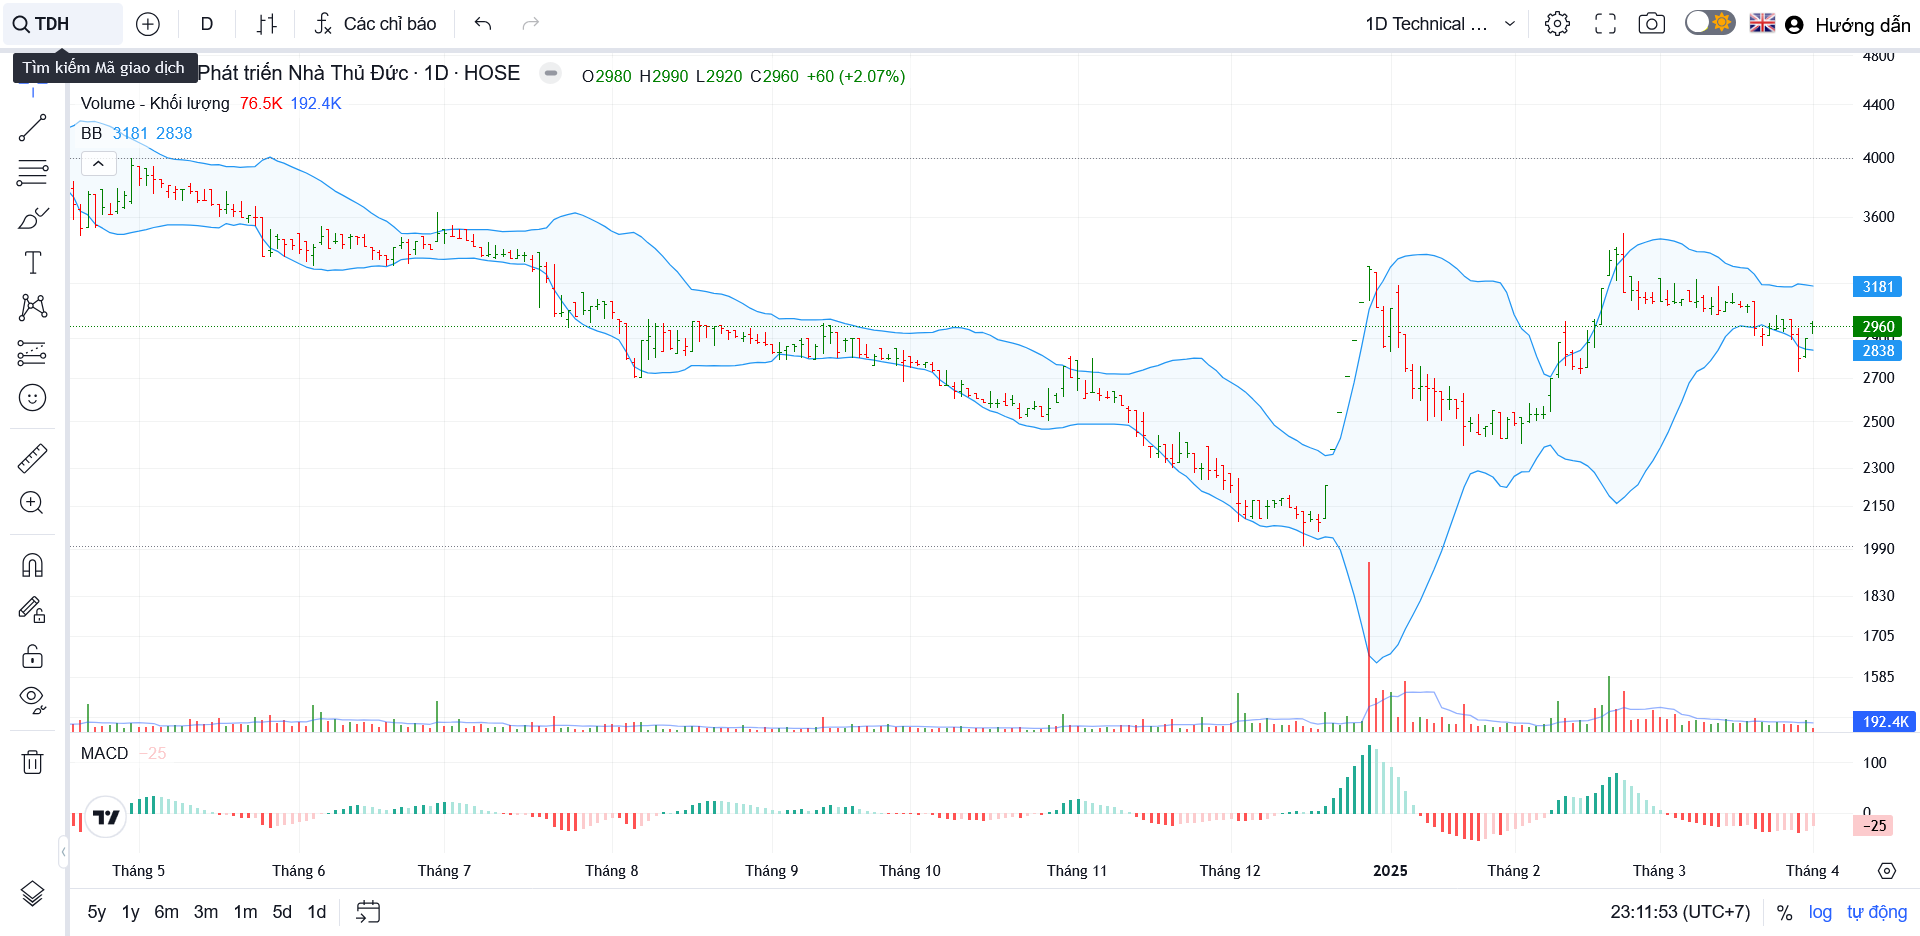 TDH
D
Các chỉ báo
1D Technical ...
Hướng dẫn
Tìm kiếm Mã giao dịch
Phát triển Nhà Thủ Đức · 1D · HOSE
O2980 H2990 L2920 C2960 +60 (+2.07%)
Volume - Khối lượng 76.5K 192.4K
BB 3181 2838
4800
4400
4000
3600
3181
2960
2900
2838
2700
2500
2300
2150
1990
1830
1705
1585
192.4K
MACD −25
100
0
−25
Tháng 5 Tháng 6 Tháng 7 Tháng 8 Tháng 9 Tháng 10 Tháng 11 Tháng 12 2025 Tháng 2 Tháng 3 Tháng 4
5y 1y 6m 3m 1m 5d 1d
23:11:53 (UTC+7) % log tự động